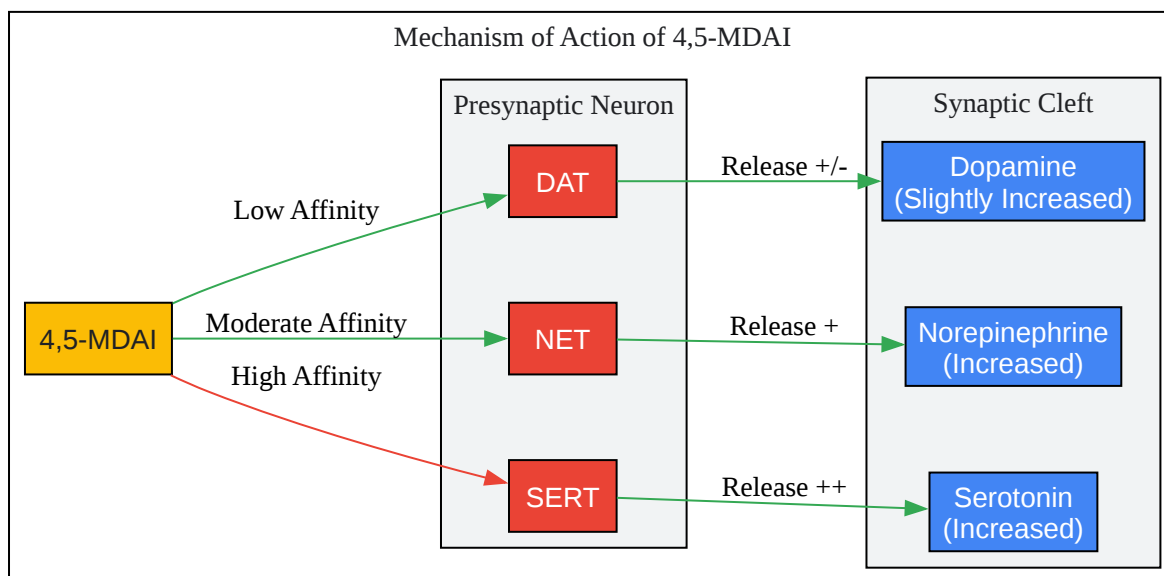 Mechanism of Action of 4,5-MDAI
Presynaptic Neuron
Synaptic Cleft
DAT
Release +/-
Dopamine
(Slightly Increased)
Low Affinity
4,5-MDAI
Moderate Affinity
NET
Release +
Norepinephrine
(Increased)
High Affinity
SERT
Release ++
Serotonin
(Increased)